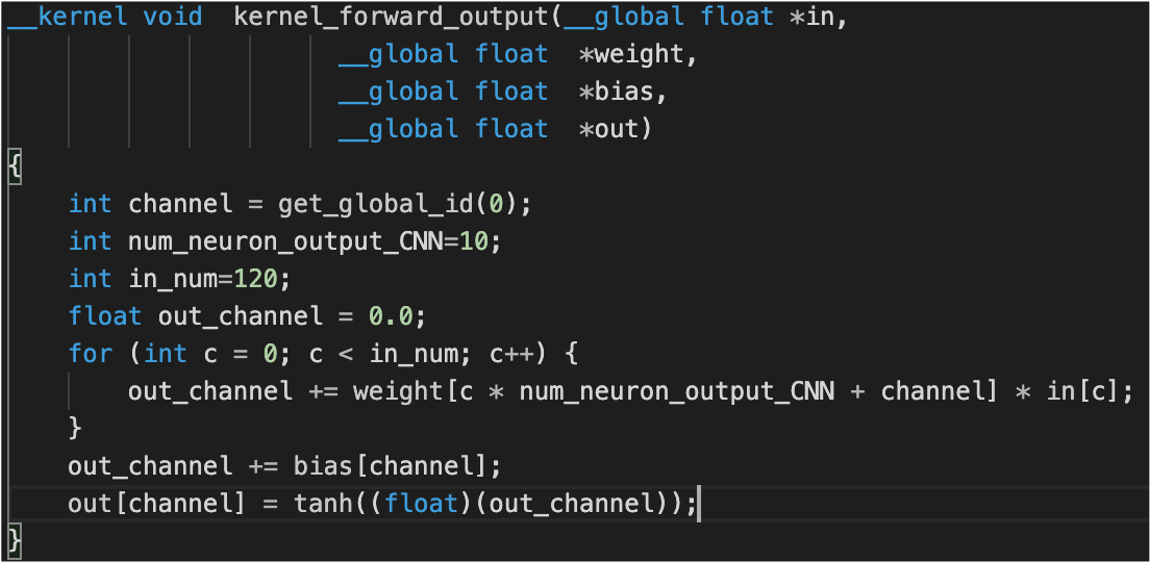 __kernel void  kernel_forward_output(__global float *in,
                      __global float  *weight,
                      __global float  *bias,
                      __global float  *out)
{
    int channel = get_global_id(0);
    int num_neuron_output_CNN=10;
    int in_num=120;
    float out_channel = 0.0;
    for (int c = 0; c < in_num; c++) {
        out_channel += weight[c * num_neuron_output_CNN + channel] * in[c];
    }
    out_channel += bias[channel];
    out[channel] = tanh((float)(out_channel));
}